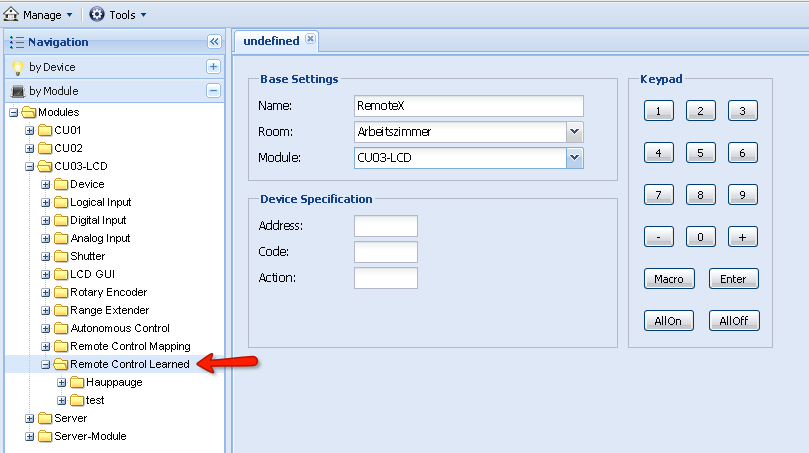 Manage Tools
Navigation
by Device
by Module
Modules
CU01
CU02
CU03-LCD
Device
Logical Input
Digital Input
Analog Input
Shutter
LCD GUI
Rotary Encoder
Range Extender
Autonomous Control
Remote Control Mapping
Remote Control Learned
Hauppauge
test
Server
Server-Module
undefined
Base Settings
Name: RemoteX
Room: Arbeitszimmer
Module: CU03-LCD
Device Specification
Address:
Code:
Action:
Keypad
1 2 3
4 5 6
7 8 9
- 0 +
Macro Enter
AllOn AllOff